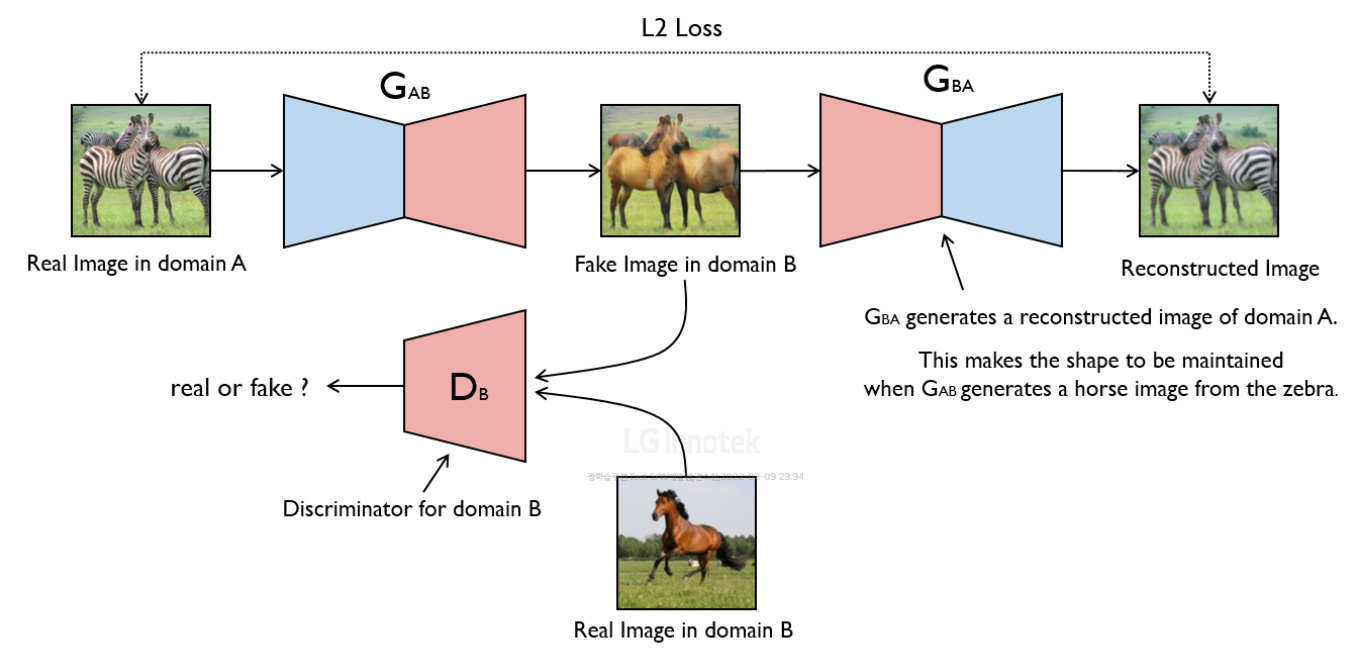 L2 Loss
GAB
GBA
Real Image in domain A
Fake Image in domain B
Reconstructed Image
GBA generates a reconstructed image of domain A.
This makes the shape to be maintained
when GAB generates a horse image from the zebra.
real or fake ?
DB
LG Innotek
23:34
Discriminator for domain B
Real Image in domain B